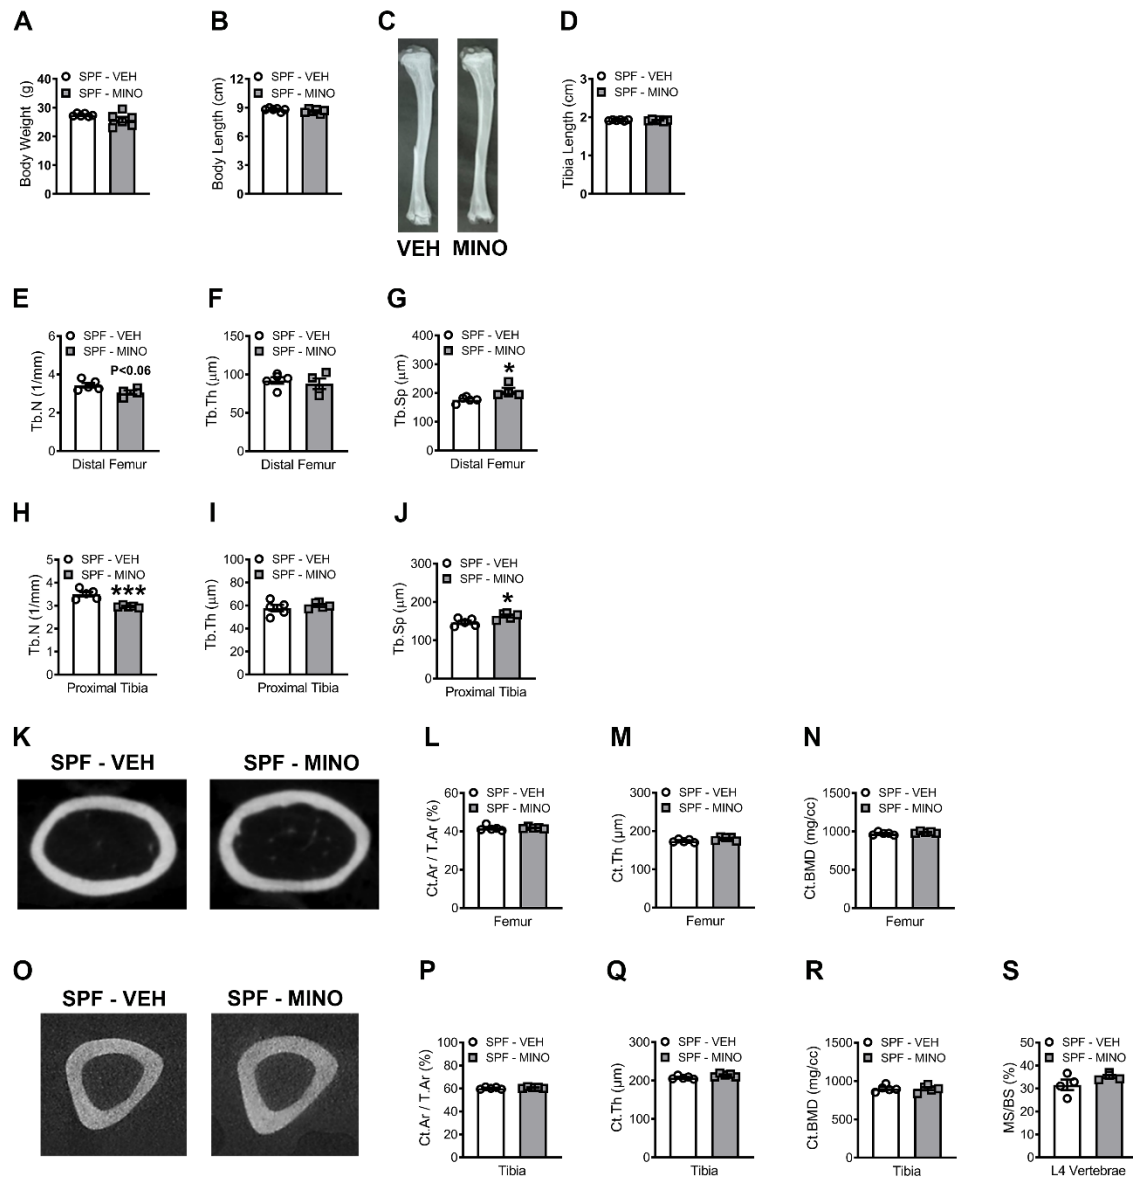 A
Body Weight (g)
40
30
20
10
0
SPF - VEH
SPF - MINO
B
Body Length (cm)
12
9
6
3
0
SPF - VEH
SPF - MINO
C
VEH MINO
D
Tibia Length (cm)
3
2
1
0
SPF - VEH
SPF - MINO
E
Tb.N (1/mm)
6
4
2
0
SPF - VEH
SPF - MINO
P<0.06
Distal Femur
F
Tb.Th (μm)
150
100
50
0
SPF - VEH
SPF - MINO
Distal Femur
G
Tb.Sp (μm)
400
300
200
100
0
SPF - VEH
SPF - MINO
*
Distal Femur
H
Tb.N (1/mm)
5
4
3
2
1
0
SPF - VEH
SPF - MINO
***
Proximal Tibia
I
Tb.Th (μm)
100
80
60
40
20
0
SPF - VEH
SPF - MINO
Proximal Tibia
J
Tb.Sp (μm)
300
200
100
0
SPF - VEH
SPF - MINO
*
Proximal Tibia
K
SPF - VEH SPF - MINO
L
Ct.Ar / T.Ar (%)
60
40
20
0
SPF - VEH
SPF - MINO
Femur
M
Ct.Th (μm)
300
200
100
0
SPF - VEH
SPF - MINO
Femur
N
Ct.BMD (mg/cc)
1500
1000
500
0
SPF - VEH
SPF - MINO
Femur
O
SPF - VEH SPF - MINO
P
Ct.Ar / T.Ar (%)
100
80
60
40
20
0
SPF - VEH
SPF - MINO
Tibia
Q
Ct.Th (μm)
300
200
100
0
SPF - VEH
SPF - MINO
Tibia
R
Ct.BMD (mg/cc)
1500
1000
500
0
SPF - VEH
SPF - MINO
Tibia
S
MS/BS (%)
50
40
30
20
10
0
SPF - VEH
SPF - MINO
L4 Vertebrae